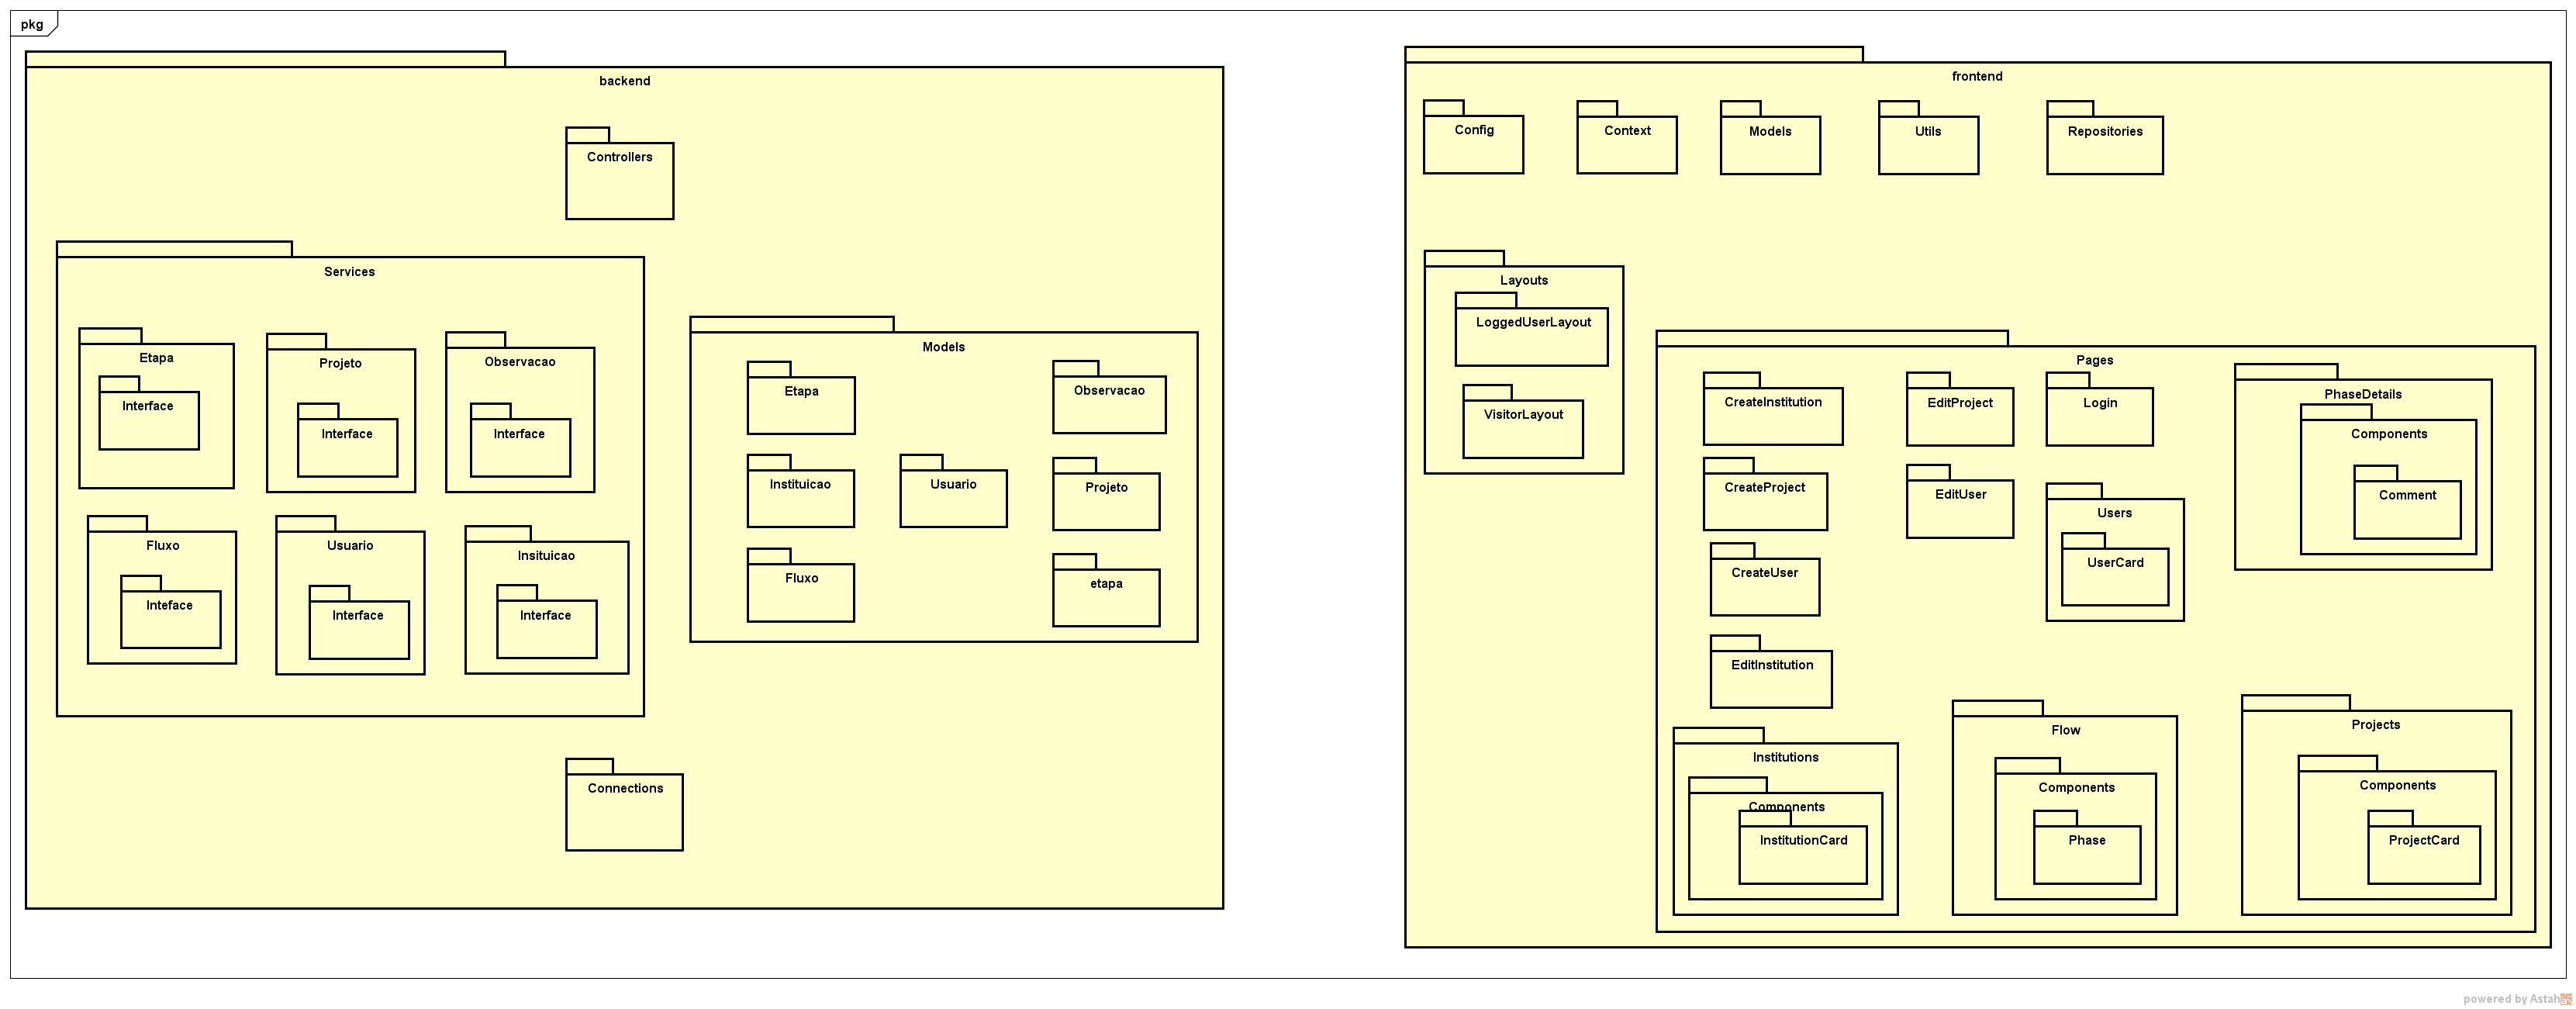 pkg
backend
Controllers
Services
Etapa
Interface
Projeto
Interface
Observacao
Interface
Fluxo
Inteface
Usuario
Interface
Insituicao
Interface
Models
Etapa
Observacao
Instituicao
Usuario
Projeto
Fluxo
etapa
Connections
frontend
Config
Context
Models
Utils
Repositories
Layouts
LoggedUserLayout
VisitorLayout
Pages
CreateInstitution
EditProject
Login
PhaseDetails
Components
Comment
CreateProject
EditUser
Users
UserCard
CreateUser
EditInstitution
Institutions
Components
InstitutionCard
Flow
Components
Phase
Projects
Components
ProjectCard
powered by Astah